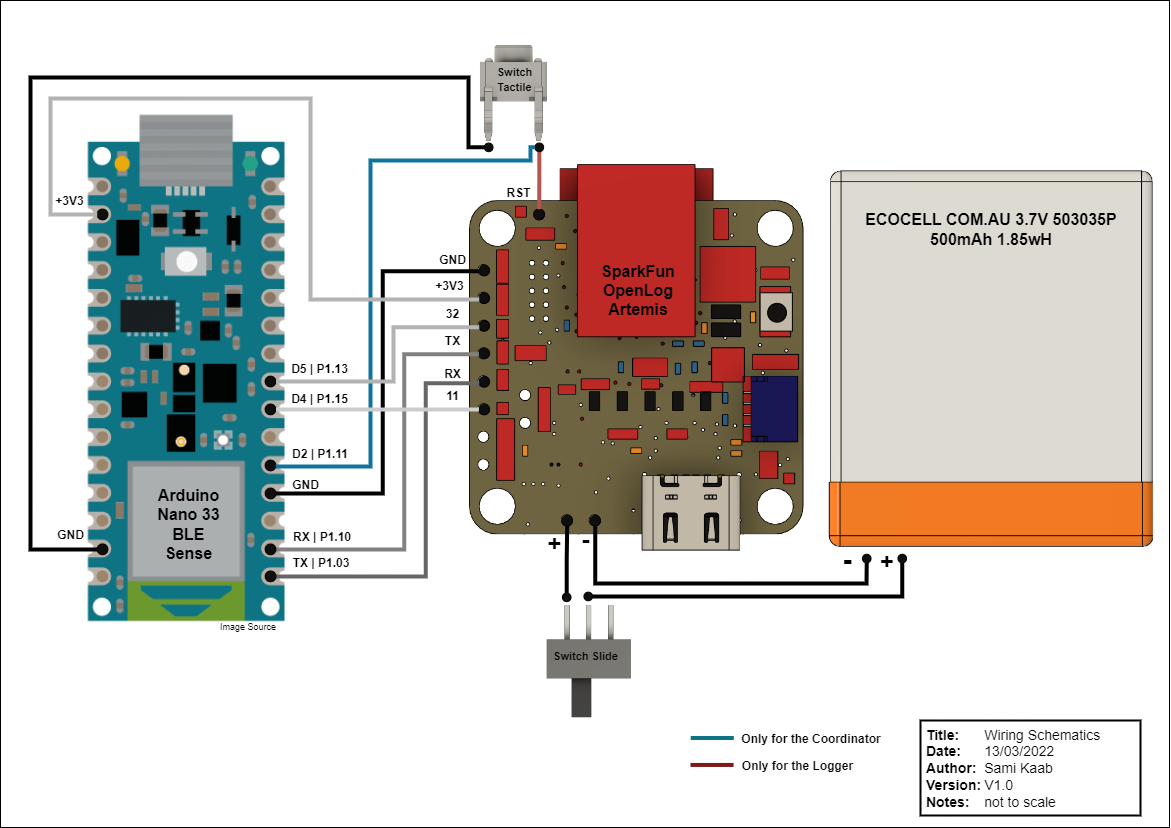 Switch
Tactile
+3V3
RST
GND
+3V3
32
TX
RX
11
SparkFun
OpenLog
Artemis
ECOCELL COM.AU 3.7V 503035P
500mAh 1.85wH
D5 | P1.13
D4 | P1.15
D2 | P1.11
GND
RX | P1.10
TX | P1.03
GND
Arduino
Nano 33
BLE
Sense
Image Source
+ -
- +
Switch Slide
Only for the Coordinator
Only for the Logger
Title: Wiring Schematics
Date: 13/03/2022
Author: Sami Kaab
Version: V1.0
Notes: not to scale